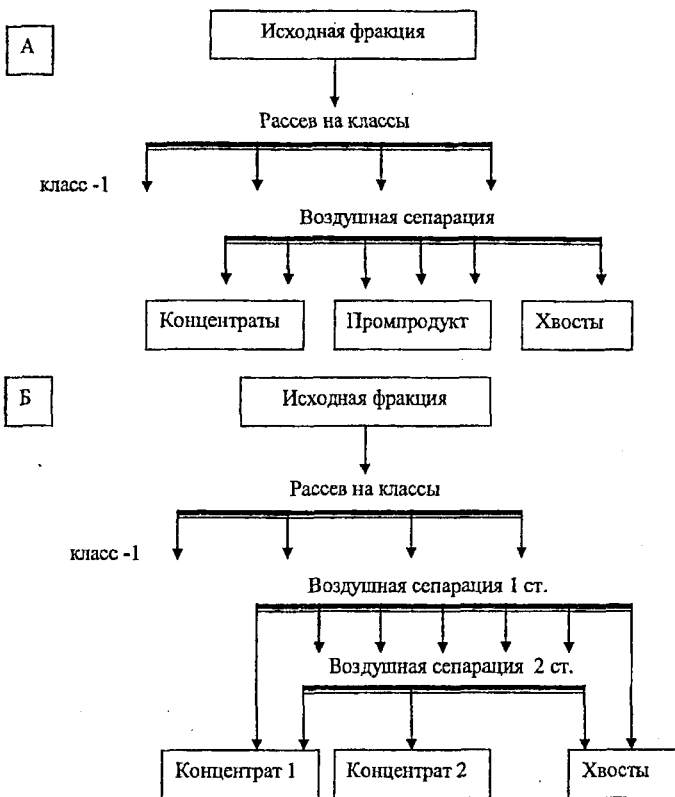 А
Исходная фракция
Рассев на классы
класс -1
Воздушная сепарация
Концентраты
Промпродукт
Хвосты
Б
Исходная фракция
Рассев на классы
класс -1
Воздушная сепарация 1 ст.
Воздушная сепарация 2 ст.
Концентрат 1
Концентрат 2
Хвосты